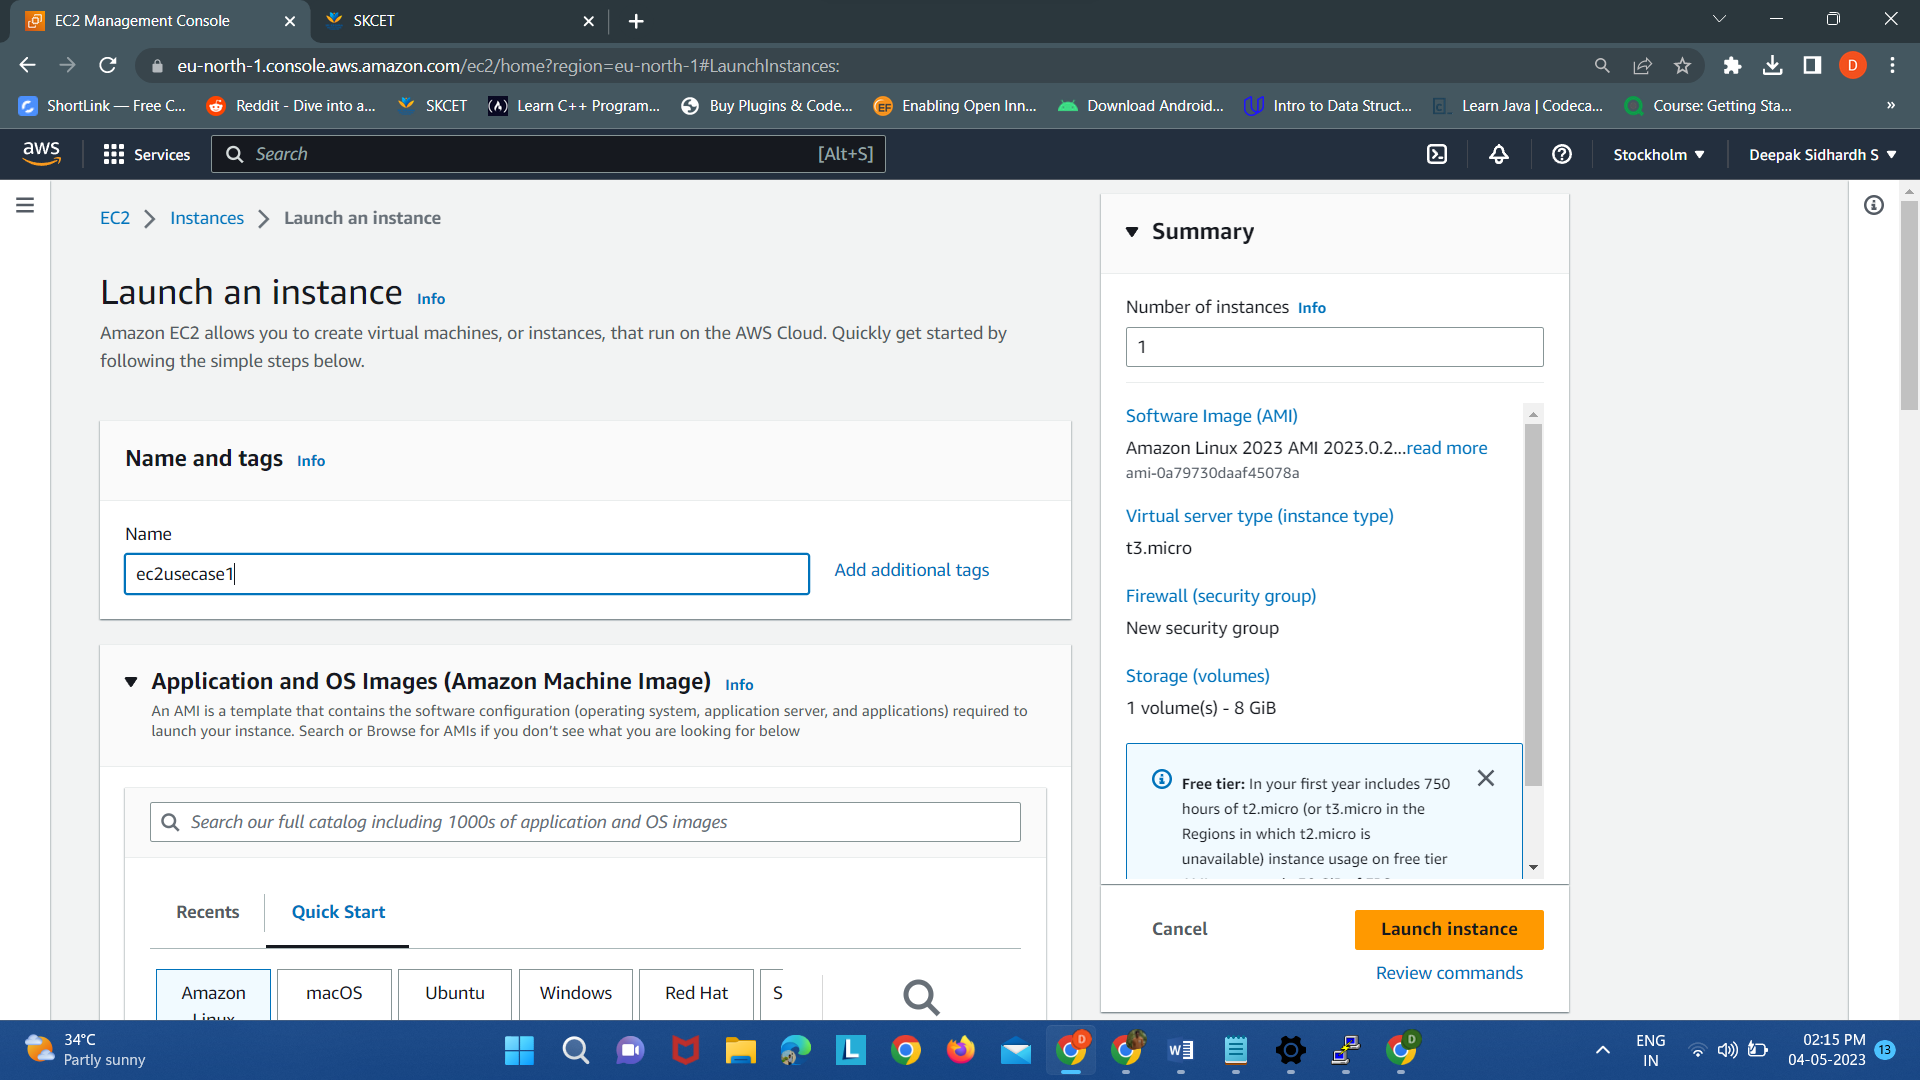 EC2 Management Console
SKCET
eu-north-1.console.aws.amazon.com/ec2/home?region=eu-north-1#LaunchInstances:
D
ShortLink — Free C...
Reddit - Dive into a...
SKCET
Learn C++ Program...
Buy Plugins & Code...
Enabling Open Inn...
Download Android...
Intro to Data Struct...
Learn Java | Codeca...
Course: Getting Sta...
»
aws
Services
Search
[Alt+S]
Stockholm
Deepak Sidhardh S
EC2
Instances
Launch an instance
Launch an instance Info
Amazon EC2 allows you to create virtual machines, or instances, that run on the AWS Cloud. Quickly get started by
following the simple steps below.
Name and tags Info
Name
ec2usecase1
Add additional tags
Application and OS Images (Amazon Machine Image) Info
An AMI is a template that contains the software configuration (operating system, application server, and applications) required to
launch your instance. Search or Browse for AMIs if you don't see what you are looking for below
Search our full catalog including 1000s of application and OS images
Recents
Quick Start
Amazon
Linux
macOS
Ubuntu
Windows
Red Hat
S
Summary
Number of instances Info
1
Software Image (AMI)
Amazon Linux 2023 AMI 2023.0.2...read more
ami-0a79730daaf45078a
Virtual server type (instance type)
t3.micro
Firewall (security group)
New security group
Storage (volumes)
1 volume(s) - 8 GiB
Free tier: In your first year includes 750
hours of t2.micro (or t3.micro in the
Regions in which t2.micro is
unavailable) instance usage on free tier
Cancel
Launch instance
Review commands
34°C
Partly sunny
ENG
IN
02:15 PM
04-05-2023
13